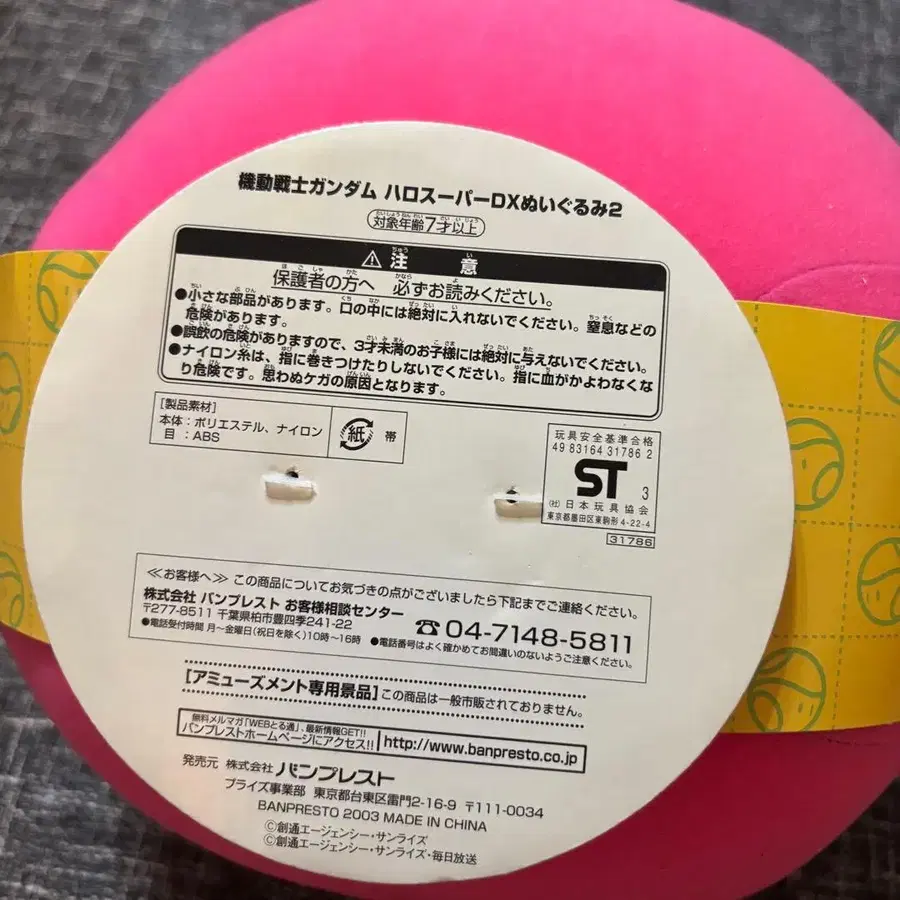 機動戦士ガンダム ハロスーパーDXぬいぐるみ2
対象年齢7才以上
⚠注意
保護者の方へ 必ずお読みください。
●小さな部品があります。口の中には絶対に入れないでください。窒息などの
危険があります。
●誤飲の危険がありますので、3才未満のお子様には絶対に与えないでください。
●ナイロン糸は、指に巻きつけたりしないでください。指に血がかよわなくな
り危険です。思わぬケガの原因となります。
[製品素材]
本体:ポリエステル、ナイロン
目:ABS
紙 帯
玩具安全基準合格
49 83164 31786 2
ST 3
(社)日本玩具協会
東京都墨田区東駒形4-22-4
31786
≪お客様へ≫ この商品についてお気づきの点がございましたら下記までご連絡ください。
株式会社 バンプレスト お客様相談センター
〒277-8511 千葉県柏市豊四季241-22
☎04-7148-5811
●電話受付時間 月~金曜日(祝日を除く)10時~16時 ●電話番号はよく確かめてお間違いのないようご注意ください。
[アミューズメント専用景品]この商品は一般市販されておりません。
無料メルマガ「WEBとる通」、最新情報GET!!
バンプレストホームページにアクセス!! http://www.banpresto.co.jp
発売元 株式会社 バンプレスト
プライズ事業部 東京都台東区雷門2-16-9 〒111-0034
BANPRESTO 2003 MADE IN CHINA
©創通エージェンシー・サンライズ
©創通エージェンシー・サンライズ・毎日放送